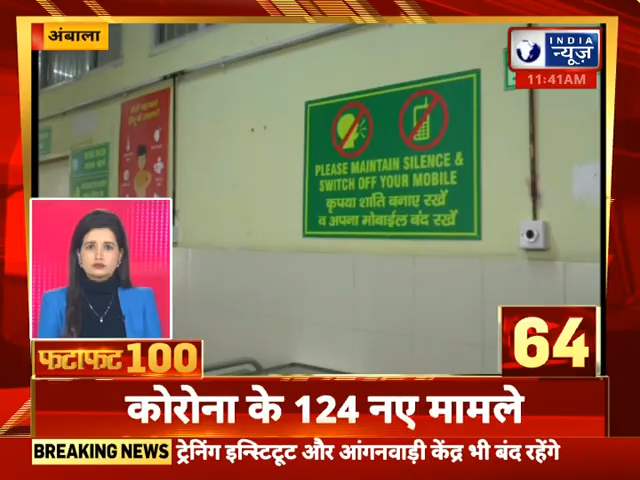 अंबाला
INDIA
न्यूज़
11:41AM
PLEASE MAINTAIN SILENCE &
SWITCH OFF YOUR MOBILE
कृपया शांति बनाए रखें
व अपना मोबाईल बंद रखें
फटाफट 100
64
कोरोना के 124 नए मामले
BREAKING NEWS ट्रेनिंग इन्स्टिटूट और आंगनवाड़ी केंद्र भी बंद रहेंगे